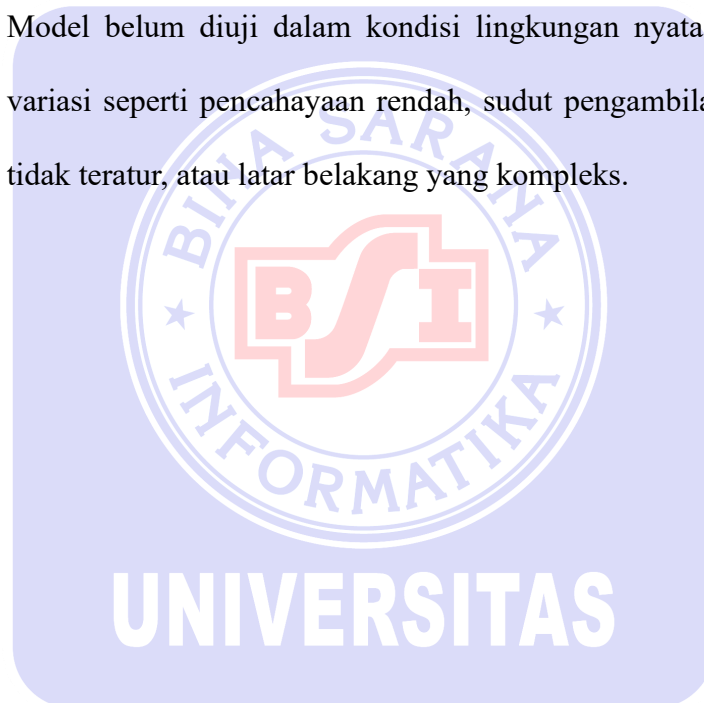 Model belum diuji dalam kondisi lingkungan nyata
variasi seperti pencahayaan rendah, sudut pengambila
tidak teratur, atau latar belakang yang kompleks.
BINA SARANA
BSI
INFORMATIKA
UNIVERSITAS